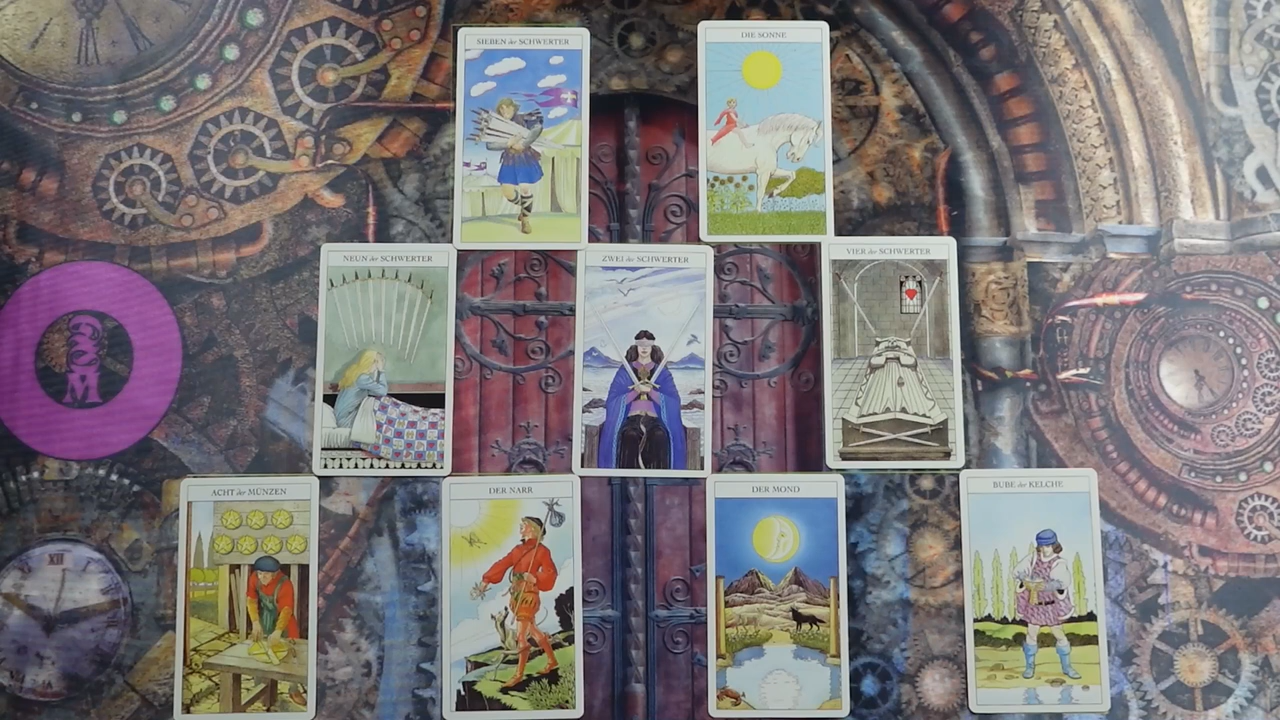 SIEBEN der SCHWERTER
DIE SONNE
NEUN der SCHWERTER
ZWEI der SCHWERTER
VIER der SCHWERTER
ACHT der MÜNZEN
DER NARR
DER MOND
BUBE der KELCHE
XII